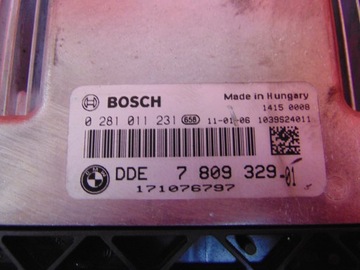 BOSCH
Made in Hungary
1415 0008
0 281 011 231 656 11-01-06 1039S24011
DDE 7 809 329-01
171076797